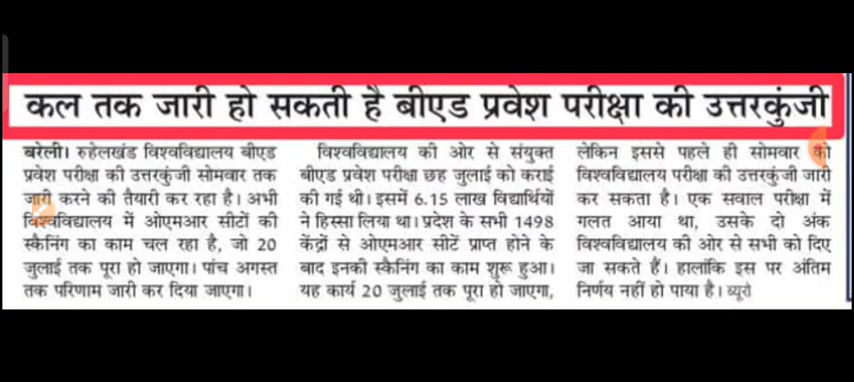 कल तक जारी हो सकती है बीएड प्रवेश परीक्षा की उत्तरकुंजी
बरेली। रुहेलखंड विश्वविद्यालय बीएड
प्रवेश परीक्षा की उत्तरकुंजी सोमवार तक
जारी करने की तैयारी कर रहा है। अभी
विश्वविद्यालय में ओएमआर सीटों की
स्कैनिंग का काम चल रहा है, जो 20
जुलाई तक पूरा हो जाएगा। पांच अगस्त
तक परिणाम जारी कर दिया जाएगा।
विश्वविद्यालय की ओर से संयुक्त
बीएड प्रवेश परीक्षा छह जुलाई को कराई
की गई थी। इसमें 6.15 लाख विद्यार्थियों
ने हिस्सा लिया था। प्रदेश के सभी 1498
केंद्रों से ओएमआर सीटें प्राप्त होने के
बाद इनकी स्कैनिंग का काम शुरू हुआ।
यह कार्य 20 जुलाई तक पूरा हो जाएगा,
लेकिन इससे पहले ही सोमवार को
विश्वविद्यालय परीक्षा की उत्तरकुंजी जारी
कर सकता है। एक सवाल परीक्षा में
गलत आया था, उसके दो अंक
विश्वविद्यालय की ओर से सभी को दिए
जा सकते हैं। हालांकि इस पर अंतिम
निर्णय नहीं हो पाया है। ब्यूरो